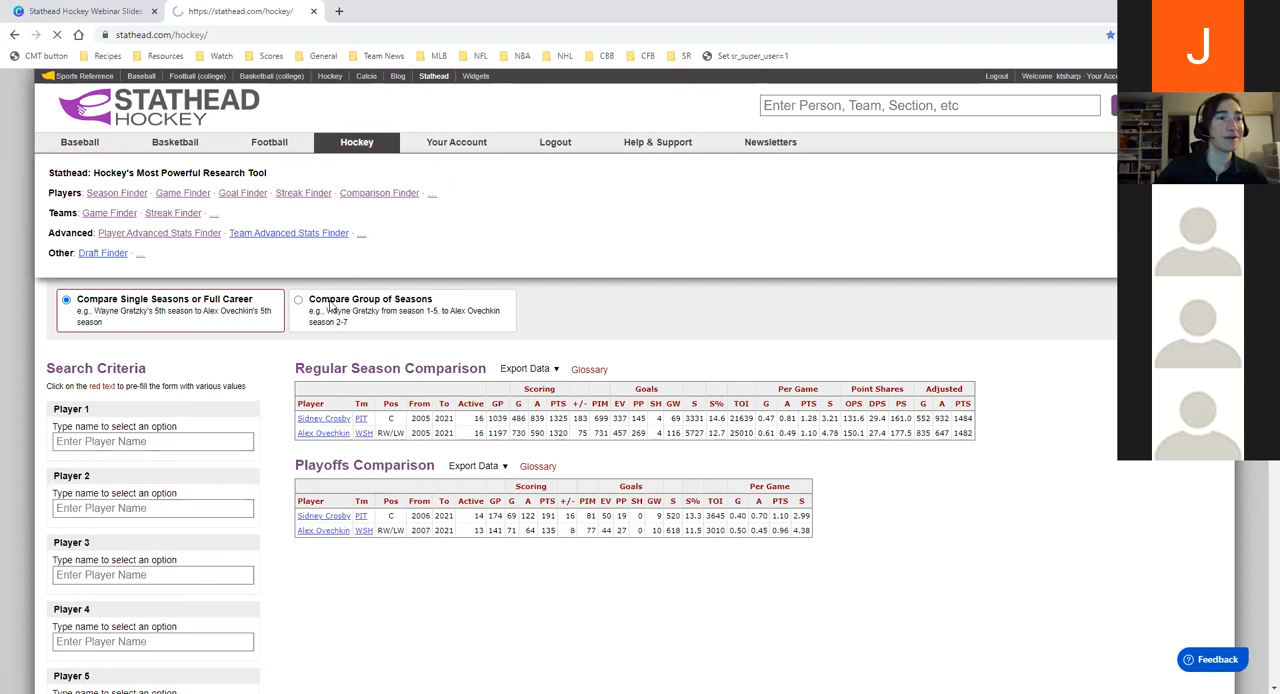 Stathead Hockey Webinar Slides
https://stathead.com/hockey/
stathead.com/hockey/
CMT button Recipes Resources Watch Scores General Team News MLB NFL NBA NHL CBB CFB SR Set sr_super_user=1
Sports Reference Baseball Football (college) Basketball (college) Hockey Calcio Blog Stathead Widgets Logout Welcome ktsharp · Your Acco
STATHEAD
HOCKEY
Enter Person, Team, Section, etc
Baseball Basketball Football Hockey Your Account Logout Help & Support Newsletters
Stathead: Hockey's Most Powerful Research Tool
Players: Season Finder · Game Finder · Goal Finder · Streak Finder · Comparison Finder · ...
Teams: Game Finder · Streak Finder · ...
Advanced: Player Advanced Stats Finder · Team Advanced Stats Finder · ...
Other: Draft Finder · ...
Compare Single Seasons or Full Career
e.g., Wayne Gretzky's 5th season to Alex Ovechkin's 5th
season
Compare Group of Seasons
e.g., Wayne Gretzky from season 1-5, to Alex Ovechkin
season 2-7
Search Criteria
Click on the red text to pre-fill the form with various values
Player 1
Type name to select an option
Enter Player Name
Player 2
Type name to select an option
Enter Player Name
Player 3
Type name to select an option
Enter Player Name
Player 4
Type name to select an option
Enter Player Name
Player 5
Type name to select an option
Regular Season Comparison Export Data ▼ Glossary
Scoring Goals Per Game Point Shares Adjusted
Player Tm Pos From To Active GP G A PTS +/- PIM EV PP SH GW S S% TOI G A PTS S OPS DPS PS G A PTS
Sidney Crosby PIT C 2005 2021 16 1039 486 839 1325 183 699 337 145 4 69 3331 14.6 21639 0.47 0.81 1.28 3.21 131.6 29.4 161.0 552 932 1484
Alex Ovechkin WSH RW/LW 2005 2021 16 1197 730 590 1320 75 731 457 269 4 116 5727 12.7 25010 0.61 0.49 1.10 4.78 150.1 27.4 177.5 835 647 1482
Playoffs Comparison Export Data ▼ Glossary
Scoring Goals Per Game
Player Tm Pos From To Active GP G A PTS +/- PIM EV PP SH GW S S% TOI G A PTS S
Sidney Crosby PIT C 2006 2021 14 174 69 122 191 16 81 50 19 0 9 520 13.3 3645 0.40 0.70 1.10 2.99
Alex Ovechkin WSH RW/LW 2007 2021 13 141 71 64 135 8 77 44 27 0 10 618 11.5 3010 0.50 0.45 0.96 4.38
Feedback
J